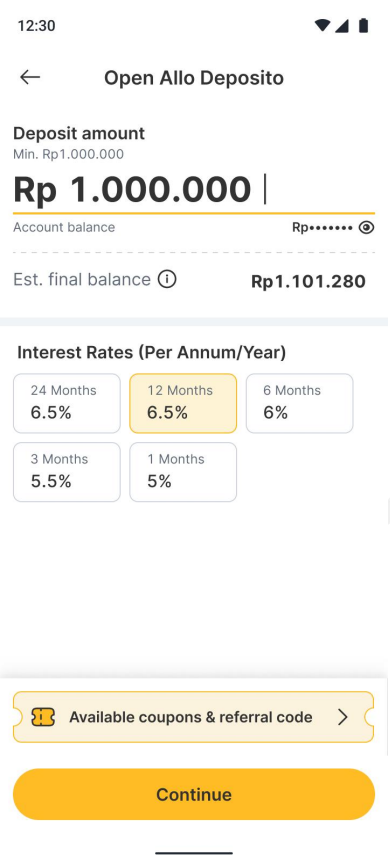 12:30
Open Allo Deposito
Deposit amount
Min. Rp1.000.000
Rp 1.000.000
Account balance Rp•••••••
Est. final balance Rp1.101.280
Interest Rates (Per Annum/Year)
24 Months 12 Months 6 Months
6.5% 6.5% 6%
3 Months 1 Months
5.5% 5%
Available coupons & referral code
Continue